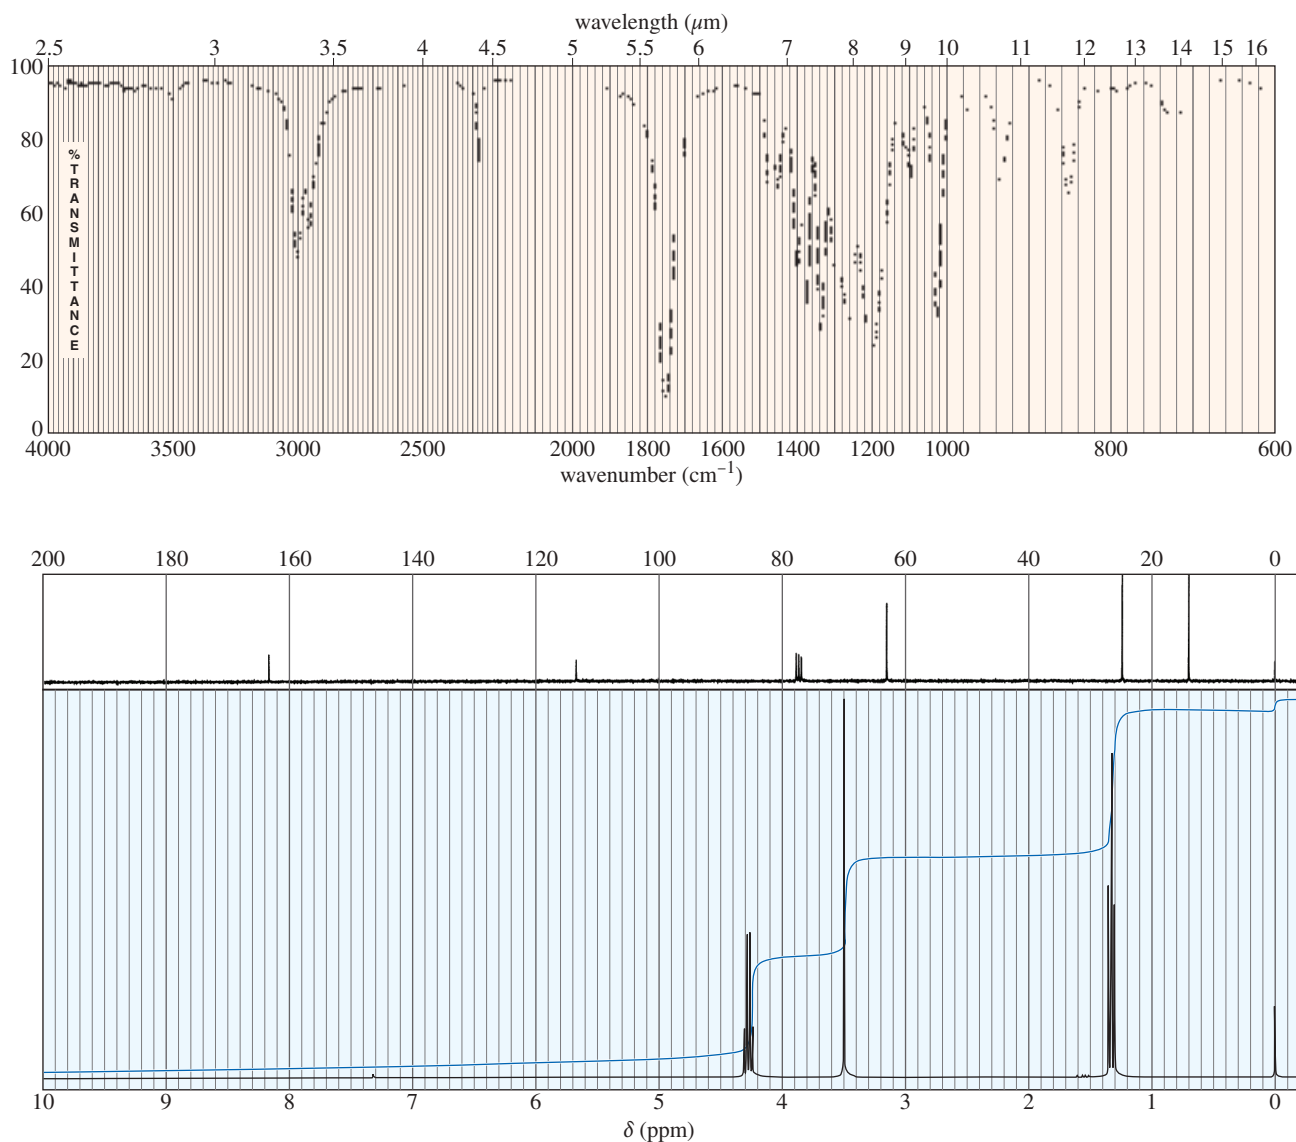 wavelength (μm)
2.5 3 3.5 4 4.5 5 5.5 6 7 8 9 10 11 12 13 14 15 16
100
80
60
40
20
0
% TRANSMITTANCE
4000 3500 3000 2500 2000 1800 1600 1400 1200 1000 800 600
wavenumber (cm⁻¹)
200 180 160 140 120 100 80 60 40 20 0
10 9 8 7 6 5 4 3 2 1 0
δ (ppm)